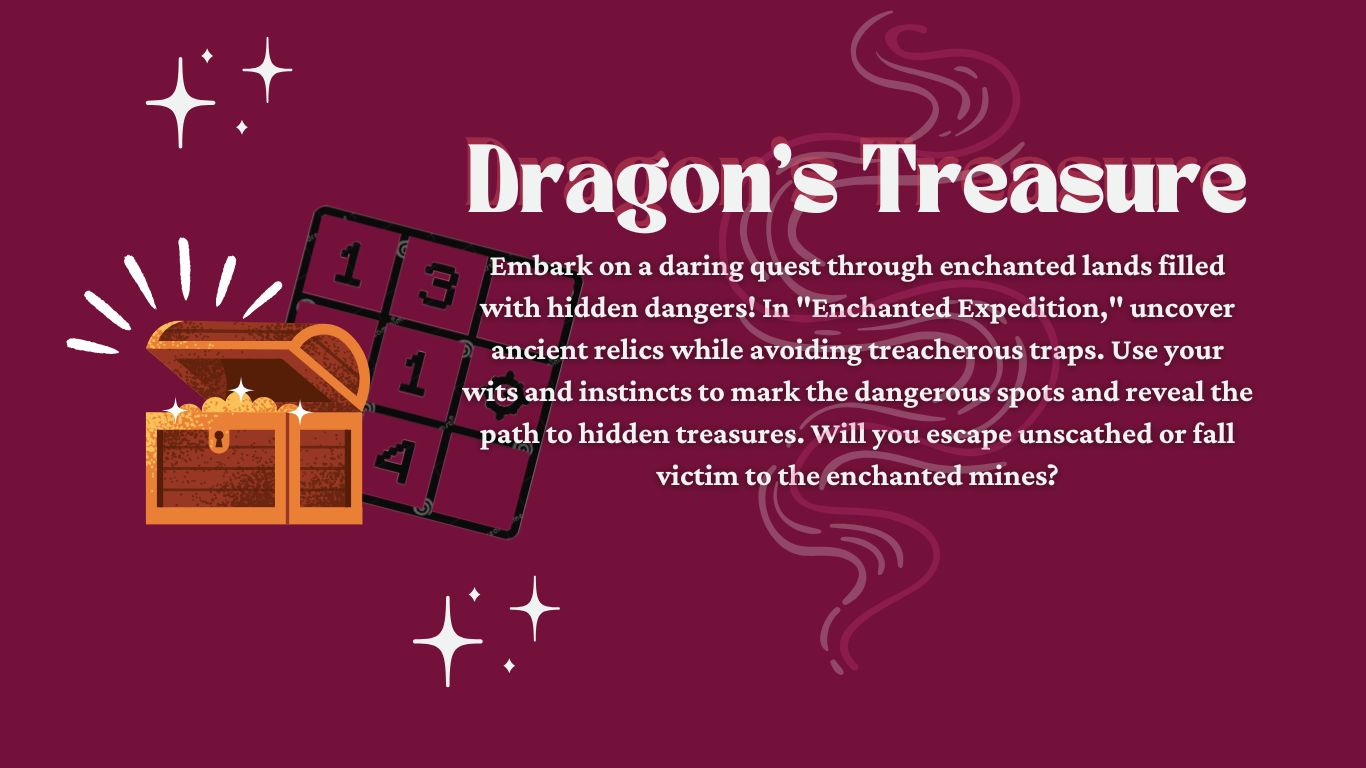 Dragon's Treasure
Embark on a daring quest through enchanted lands filled
with hidden dangers! In "Enchanted Expedition," uncover
ancient relics while avoiding treacherous traps. Use your
wits and instincts to mark the dangerous spots and reveal the
path to hidden treasures. Will you escape unscathed or fall
victim to the enchanted mines?
1 3
1
4